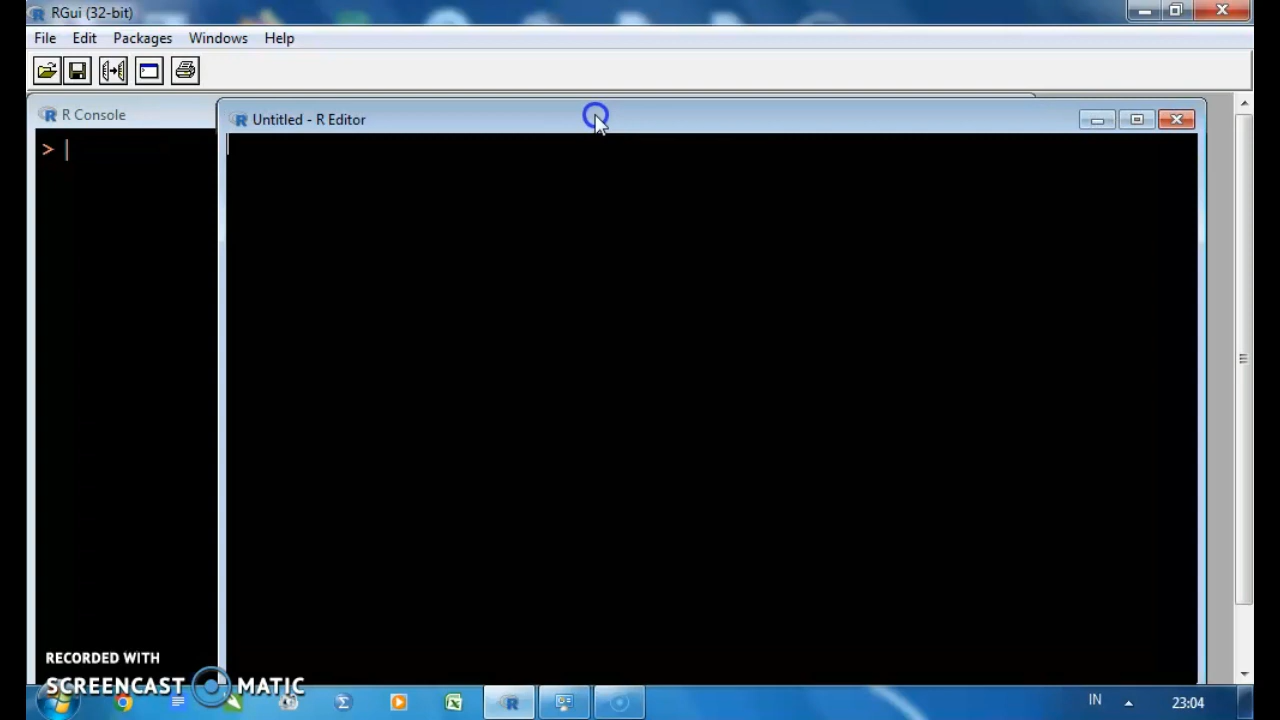 RGui (32-bit)
File Edit Packages Windows Help
R Console
Untitled - R Editor
>
RECORDED WITH
SCREENCAST MATIC
IN
23:04